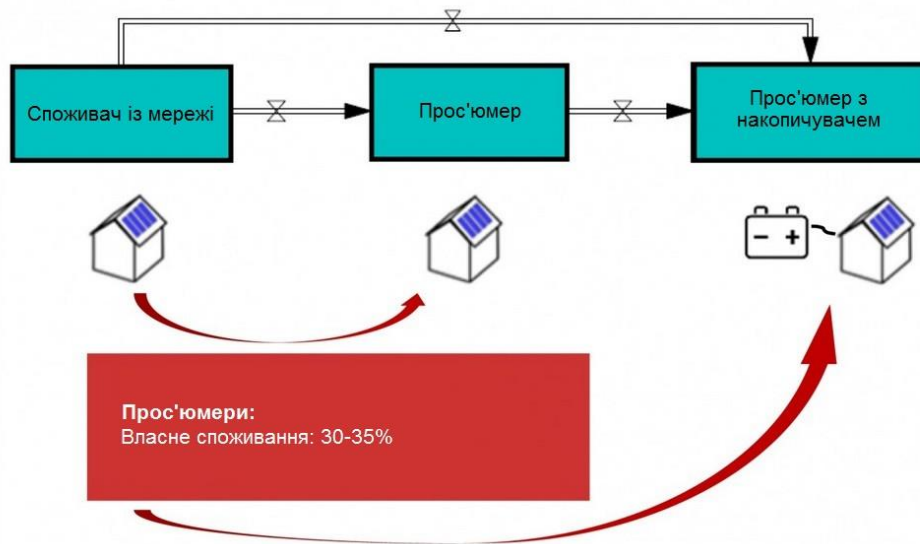 Споживач із мережі
Прос'юмер
Прос'юмер з
накопичувачем
Прос'юмери:
Власне споживання: 30-35%